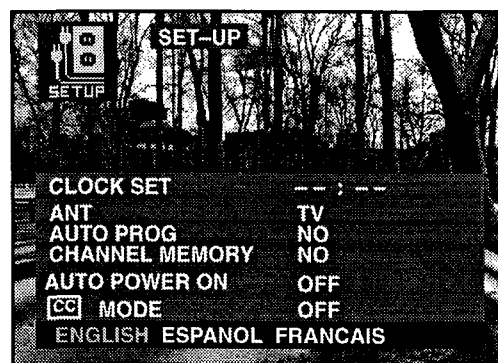 SET-UP
SETUP
CLOCK SET --:--
ANT TV
AUTO PROG NO
CHANNEL MEMORY NO
AUTO POWER ON OFF
CC MODE OFF
ENGLISH ESPANOL FRANCAIS